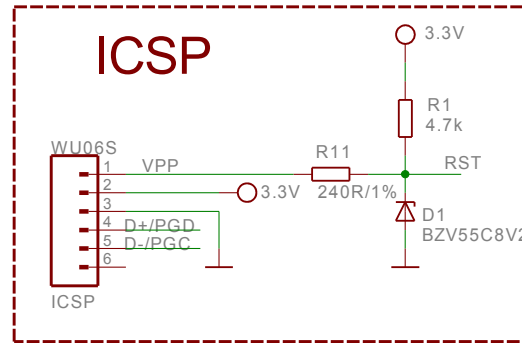 ICSP
3.3V
R1
4.7k
WU06S
1
VPP
R11
RST
2
3.3V
240R/1%
3
D1
4
D+/PGD
BZV55C8V2
5
D-/PGC
6
ICSP